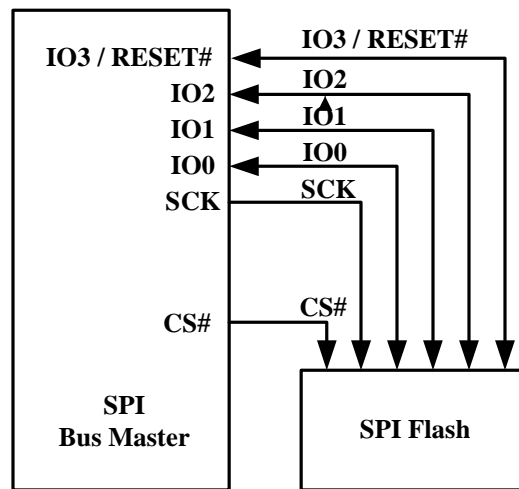 IO3 / RESET# IO3 / RESET#
IO2 IO2
IO1 IO1
IO0 IO0
SCK SCK
CS# CS#
SPI
Bus Master
SPI Flash